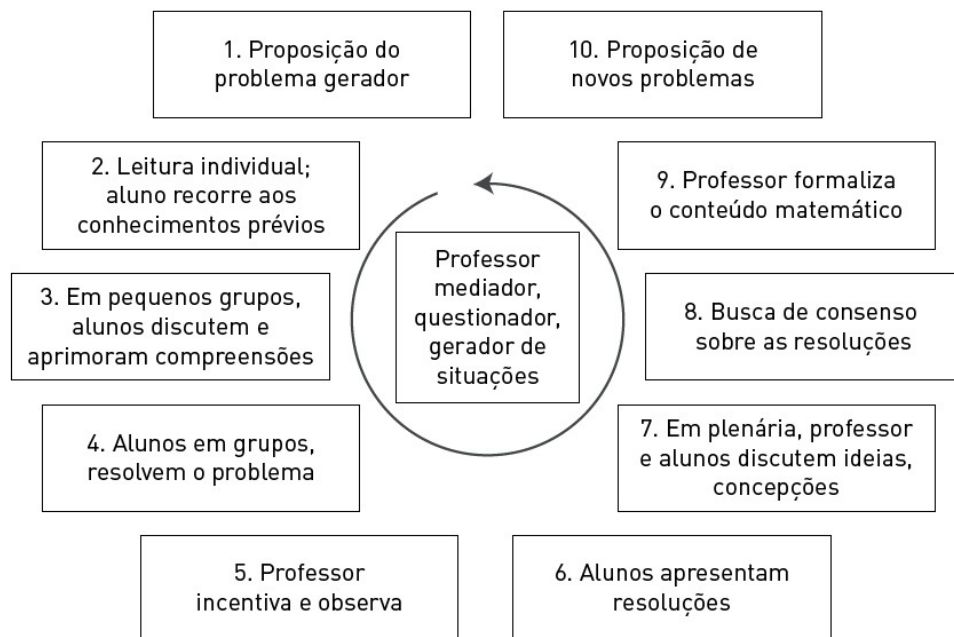 1. Proposição do
problema gerador
2. Leitura individual;
aluno recorre aos
conhecimentos prévios
3. Em pequenos grupos,
alunos discutem e
aprimoram compreensões
4. Alunos em grupos,
resolvem o problema
5. Professor
incentiva e observa
6. Alunos apresentam
resoluções
7. Em plenária, professor
e alunos discutem ideias,
concepções
8. Busca de consenso
sobre as resoluções
9. Professor formaliza
o conteúdo matemático
10. Proposição de
novos problemas
Professor
mediador,
questionador,
gerador de
situações